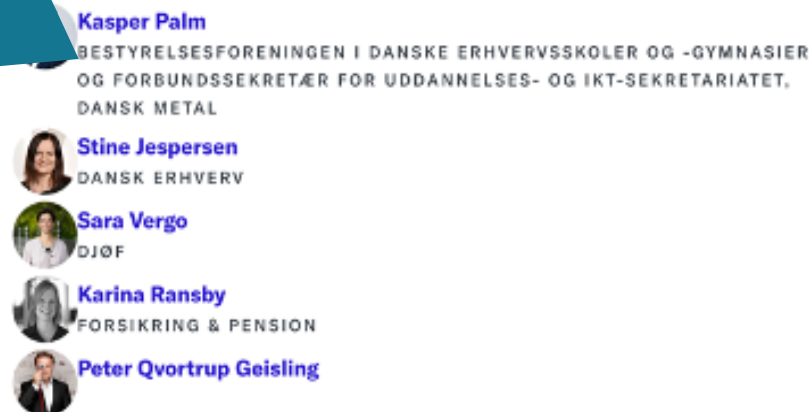 Kasper Palm
BESTYRELSESFORENINGEN I DANSKE ERHVERVSSKOLER OG -GYMNASIER
OG FORBUNDSSEKRETÆR FOR UDDANNELSES- OG IKT-SEKRETARIATET,
DANSK METAL
Stine Jespersen
DANSK ERHVERV
Sara Vergo
DJØF
Karina Ransby
FORSIKRING & PENSION
Peter Qvortrup Geisling